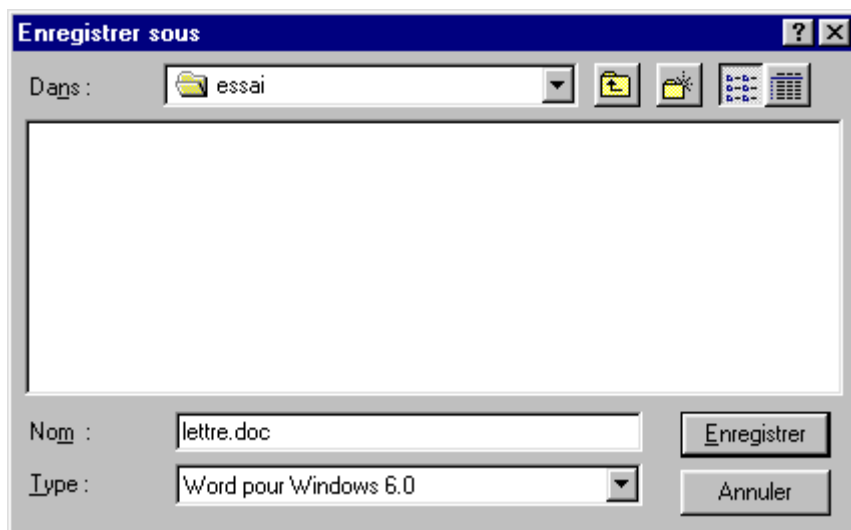 Enregistrer sous
Dans : essai
Nom : lettre.doc
Enregistrer
Type : Word pour Windows 6.0
Annuler